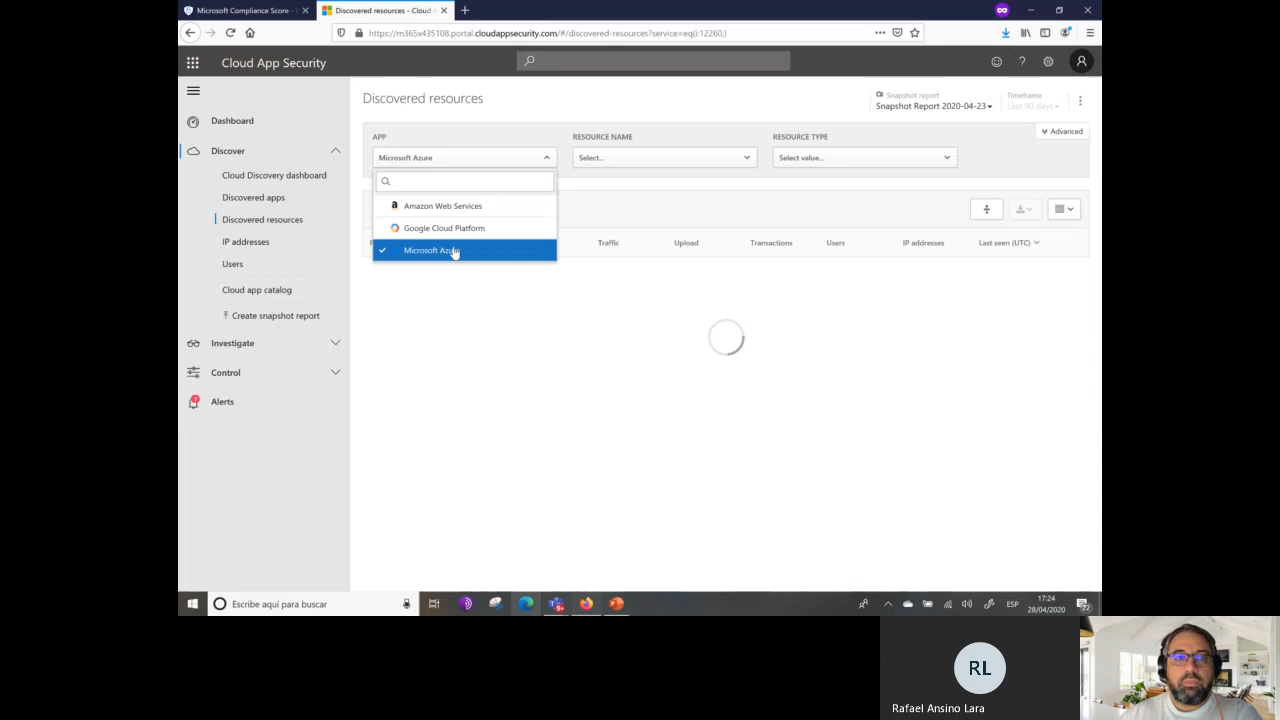 Microsoft Compliance Score -
Discovered resources - Cloud
https://m365x435108.portal.cloudappsecurity.com/#/discovered-resources?service=eq(i:12260,)
Cloud App Security
Discovered resources
Snapshot report
Snapshot Report 2020-04-23
Timeframe
Last 90 days
Dashboard
Discover
Cloud Discovery dashboard
Discovered apps
Discovered resources
IP addresses
Users
Cloud app catalog
Create snapshot report
Investigate
Control
Alerts
Advanced
APP
RESOURCE NAME
RESOURCE TYPE
Microsoft Azure
Select...
Select value...
Amazon Web Services
Google Cloud Platform
Microsoft Azure
Traffic
Upload
Transactions
Users
IP addresses
Last seen (UTC)
Escribe aquí para buscar
ESP
17:24
28/04/2020
22
RL
Rafael Ansino Lara